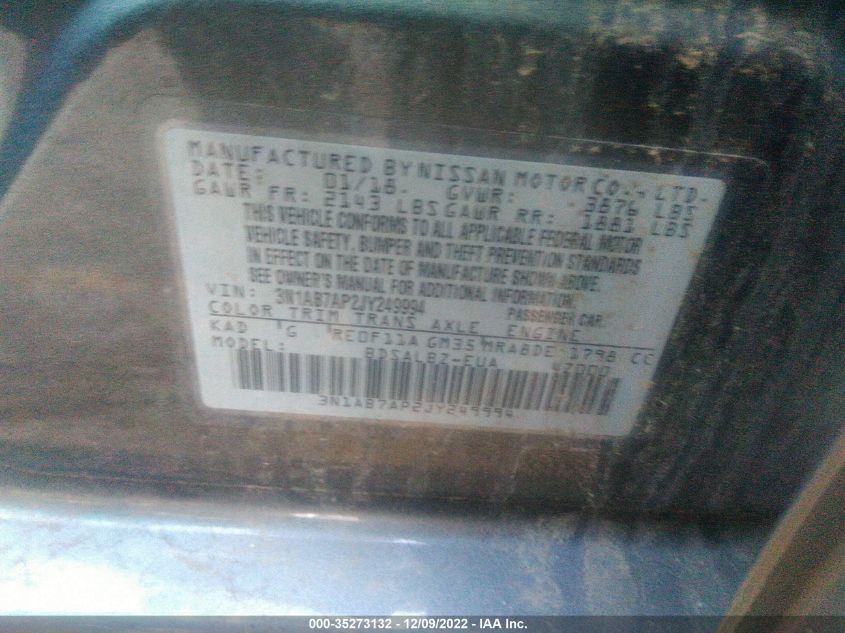 MANUFACTURED BY NISSAN MOTOR CO., LTD.
DATE: 01/18 GVWR: 3876 LBS
GAWR FR: 2143 LBS GAWR RR: 1881 LBS
THIS VEHICLE CONFORMS TO ALL APPLICABLE FEDERAL MOTOR
VEHICLE SAFETY, BUMPER AND THEFT PREVENTION STANDARDS
IN EFFECT ON THE DATE OF MANUFACTURE SHOWN ABOVE.
SEE OWNER'S MANUAL FOR ADDITIONAL INFORMATION.
VIN: 3N1AB7AP2JY249994 PASSENGER CAR
COLOR TRIM TRANS AXLE ENGINE
KAD G RE0F11A GM35 MRA8DE 1798 CC
MODEL:
3N1AB7AP2JY249994
000-35273132 - 12/09/2022 - IAA Inc.